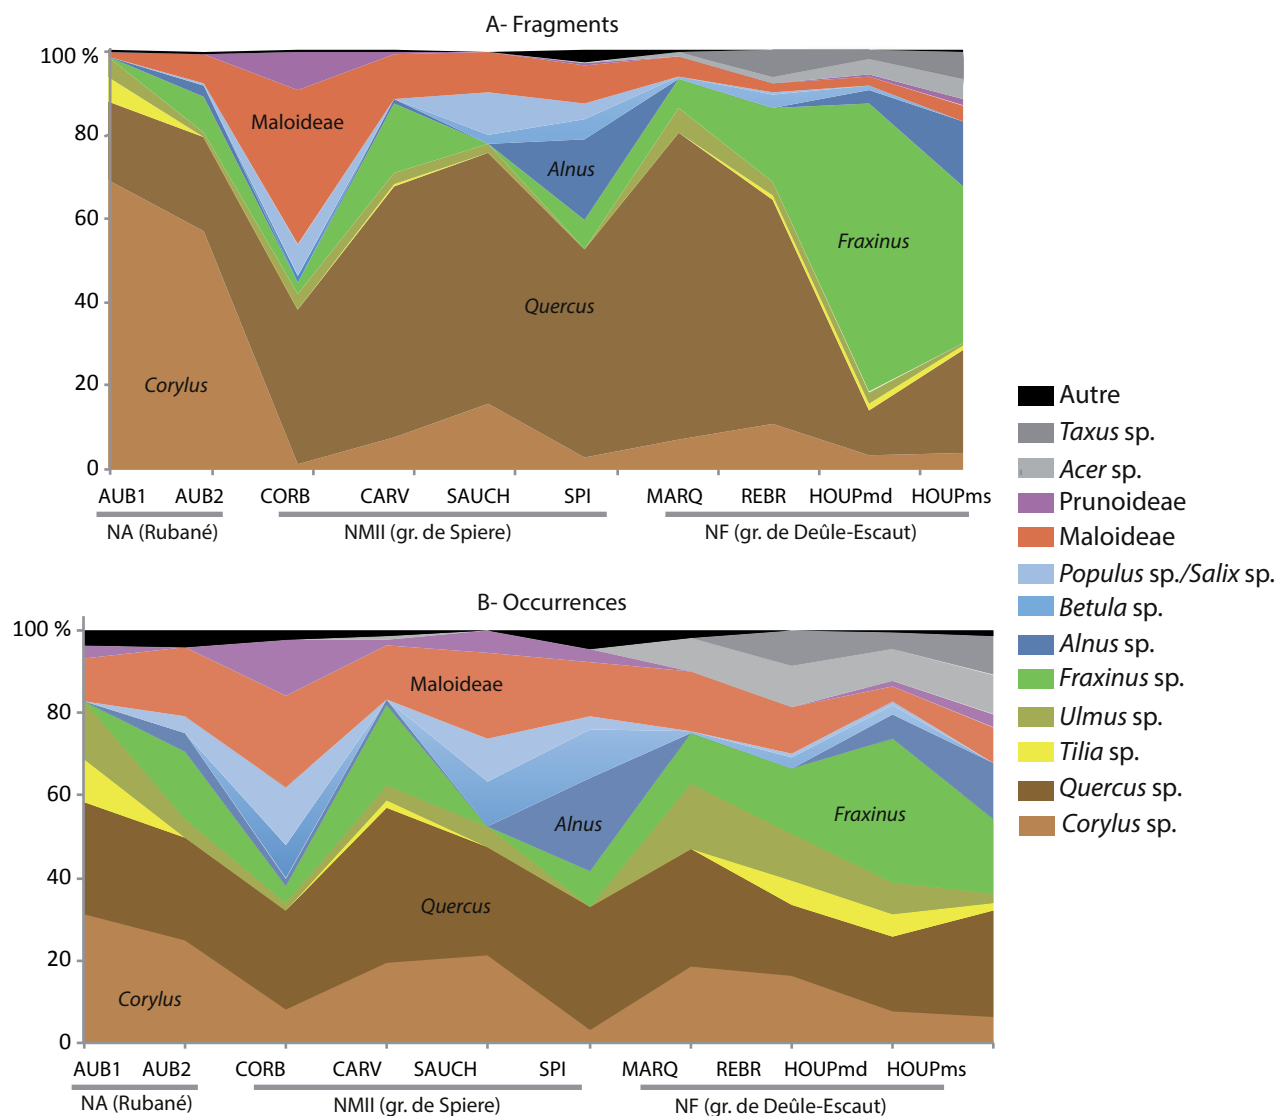 A- Fragments
100 %
80
60
40
20
0
Maloideae
Alnus
Fraxinus
Quercus
Corylus
AUB1 AUB2 CORB CARV SAUCH SPI MARQ REBR HOUPmd HOUPms
NA (Rubané) NMII (gr. de Spiere) NF (gr. de Deûle-Escaut)
Autre
Taxus sp.
Acer sp.
Prunoideae
Maloideae
Populus sp./Salix sp.
Betula sp.
Alnus sp.
Fraxinus sp.
Ulmus sp.
Tilia sp.
Quercus sp.
Corylus sp.
B- Occurrences
100 %
80
60
40
20
0
Maloideae
Alnus
Fraxinus
Quercus
Corylus
AUB1 AUB2 CORB CARV SAUCH SPI MARQ REBR HOUPmd HOUPms
NA (Rubané) NMII (gr. de Spiere) NF (gr. de Deûle-Escaut)